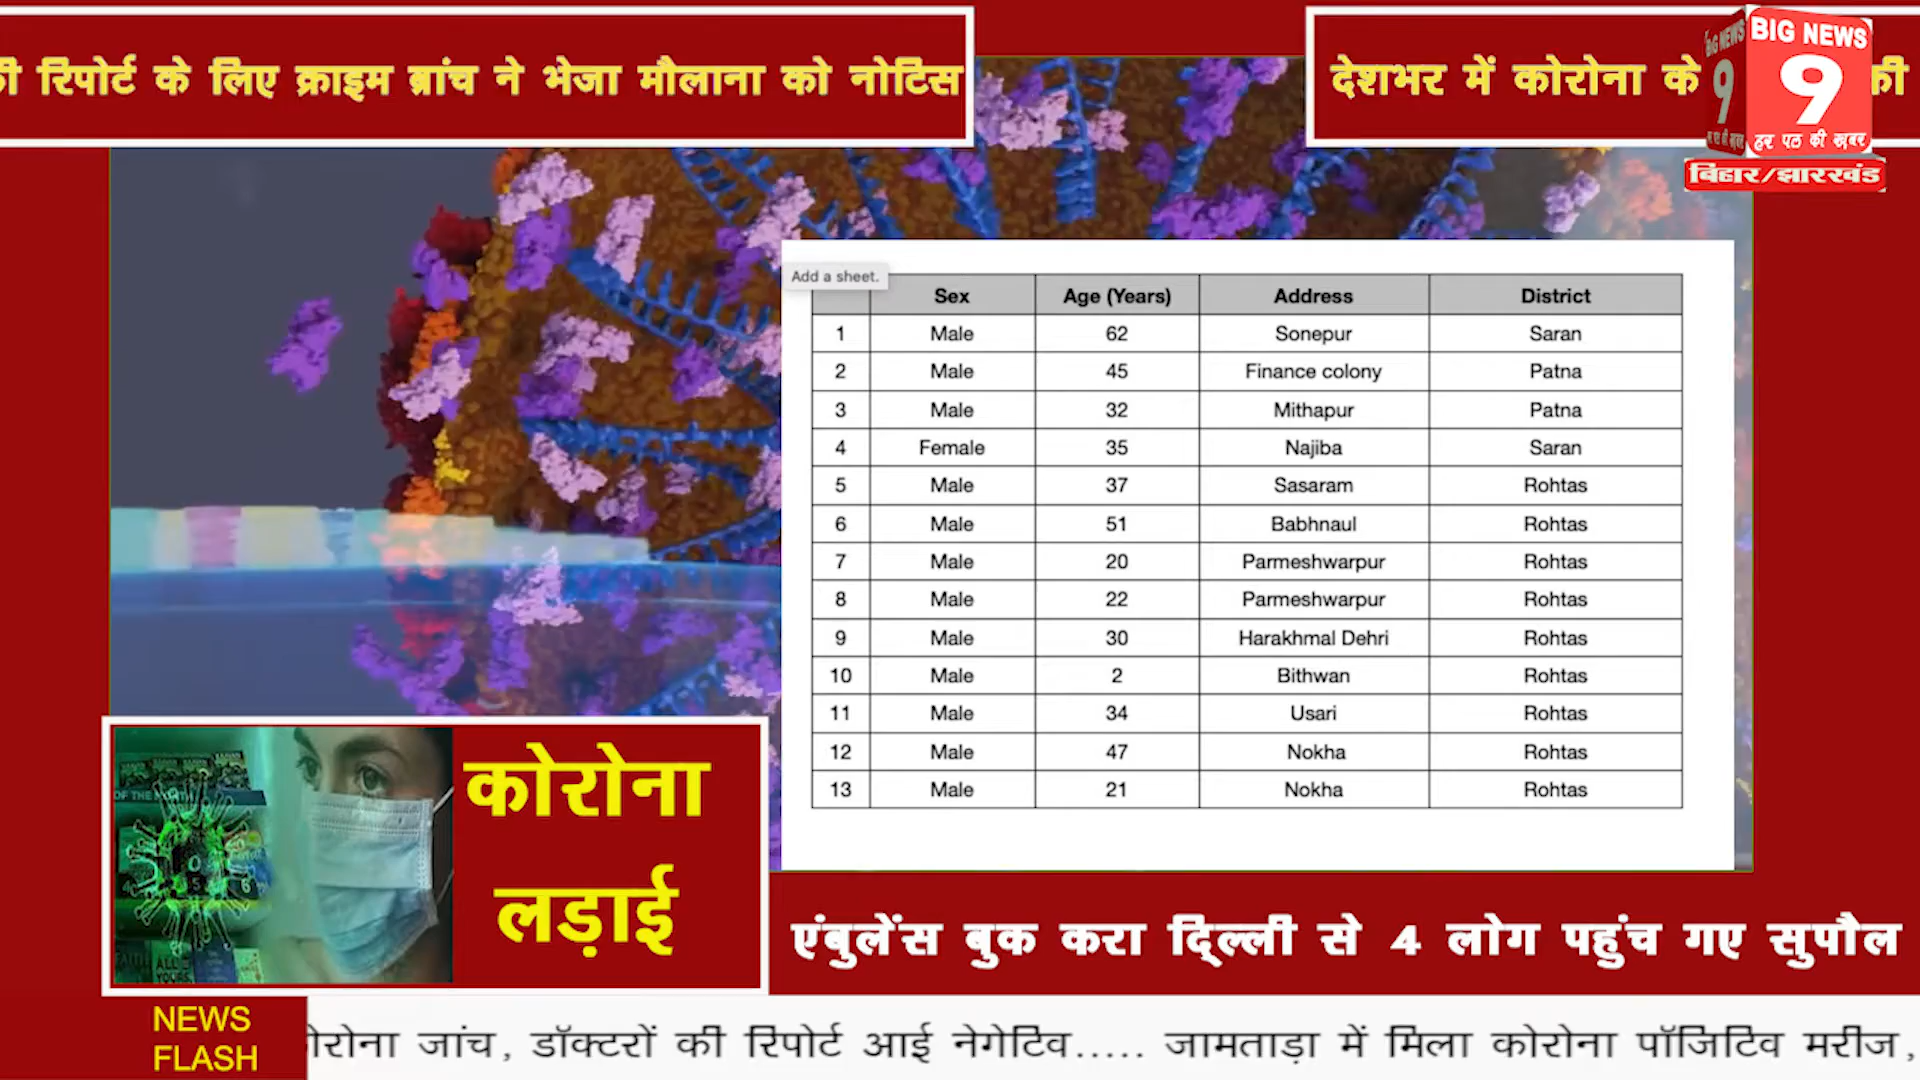 की रिपोर्ट के लिए क्राइम ब्रांच ने भेजा मौलाना को नोटिस
देशभर में कोरोना के
की
BIG NEWS
9
हर पल की ख़बर
BIG NEWS
9
बिहार/झारखंड
Add a sheet.
Sex Age (Years) Address District
1 Male 62 Sonepur Saran
2 Male 45 Finance colony Patna
3 Male 32 Mithapur Patna
4 Female 35 Najiba Saran
5 Male 37 Sasaram Rohtas
6 Male 51 Babhnaul Rohtas
7 Male 20 Parmeshwarpur Rohtas
8 Male 22 Parmeshwarpur Rohtas
9 Male 30 Harakhmal Dehri Rohtas
10 Male 2 Bithwan Rohtas
11 Male 34 Usari Rohtas
12 Male 47 Nokha Rohtas
13 Male 21 Nokha Rohtas
कोरोना
लड़ाई
एंबुलेंस बुक करा दिल्ली से 4 लोग पहुंच गए सुपौल
NEWS
FLASH
रोना जांच, डॉक्टरों की रिपोर्ट आई नेगेटिव..... जामताड़ा में मिला कोरोना पॉजिटिव मरीज,